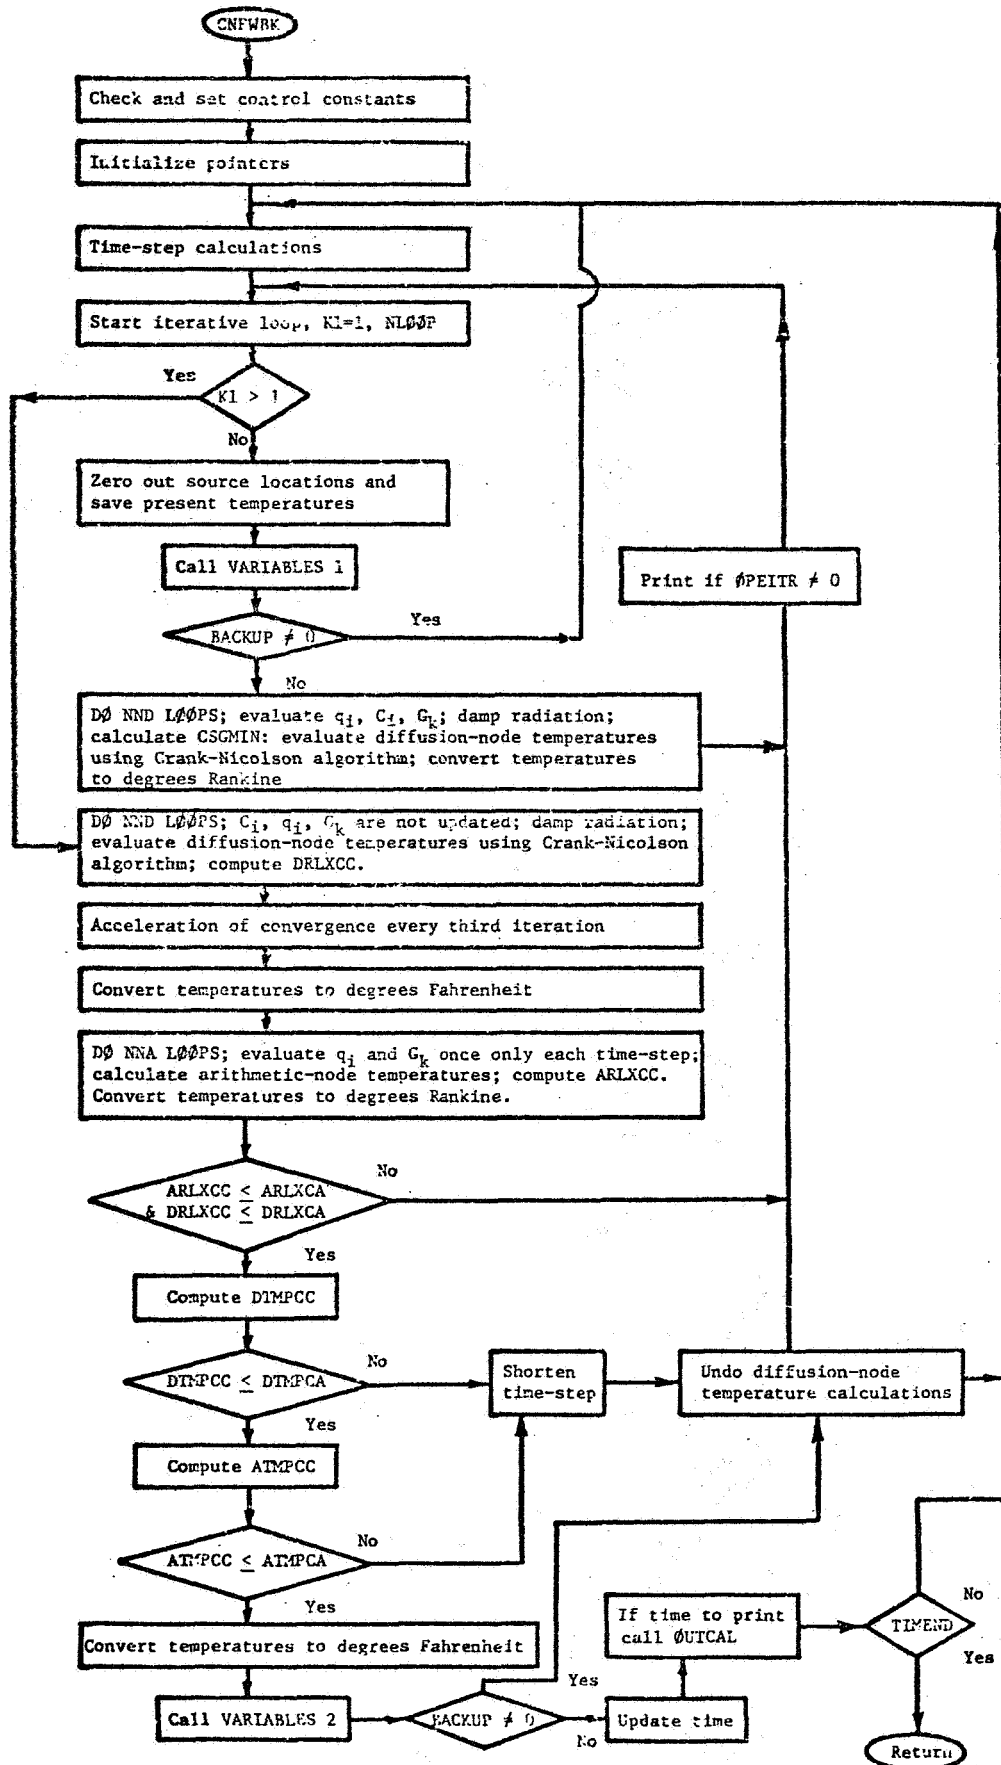 CNFWBK
Check and set control constants
Initialize pointers
Time-step calculations
Start iterative loop, K1=1, NLØØP
Yes
K1 > 1
No
Zero out source locations and
save present temperatures
Call VARIABLES 1
Print if ØPEITR ≠ 0
BACKUP ≠ 0
Yes
No
DØ NND LØØPS; evaluate qi, Ci, Gk; damp radiation;
calculate CSGMIN: evaluate diffusion-node temperatures
using Crank-Nicolson algorithm; convert temperatures
to degrees Rankine
DØ NND LØØPS; Ci, qi, Gk are not updated; damp radiation;
evaluate diffusion-node temperatures using Crank-Nicolson
algorithm; compute DRLXCC.
Acceleration of convergence every third iteration
Convert temperatures to degrees Fahrenheit
DØ NNA LØØPS; evaluate qi and Gk once only each time-step;
calculate arithmetic-node temperatures; compute ARLXCC.
Convert temperatures to degrees Rankine.
No
ARLXCC ≤ ARLXCA
& DRLXCC ≤ DRLXCA
Yes
Compute DTMPCC
No
DTMPCC ≤ DTMPCA
Shorten
time-step
Undo diffusion-node
temperature calculations
Yes
Compute ATMPCC
No
ATMPCC ≤ ATMPCA
Yes
Convert temperatures to degrees Fahrenheit
If time to print
call ØUTCAL
TIMEND
No
Yes
Call VARIABLES 2
BACKUP ≠ 0
Yes
No
Update time
Return